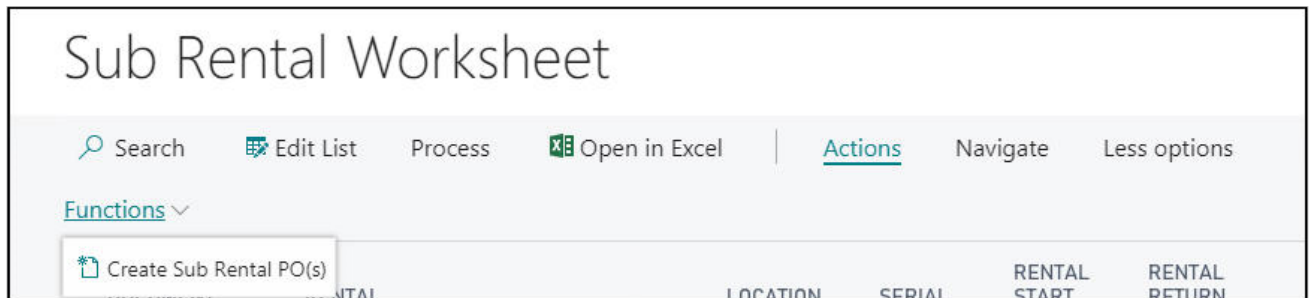 Sub Rental Worksheet
Search Edit List Process Open in Excel Actions Navigate Less options
Functions
Create Sub Rental PO(s)
RENTAL RENTAL
LOCATION SERIAL START RETURN